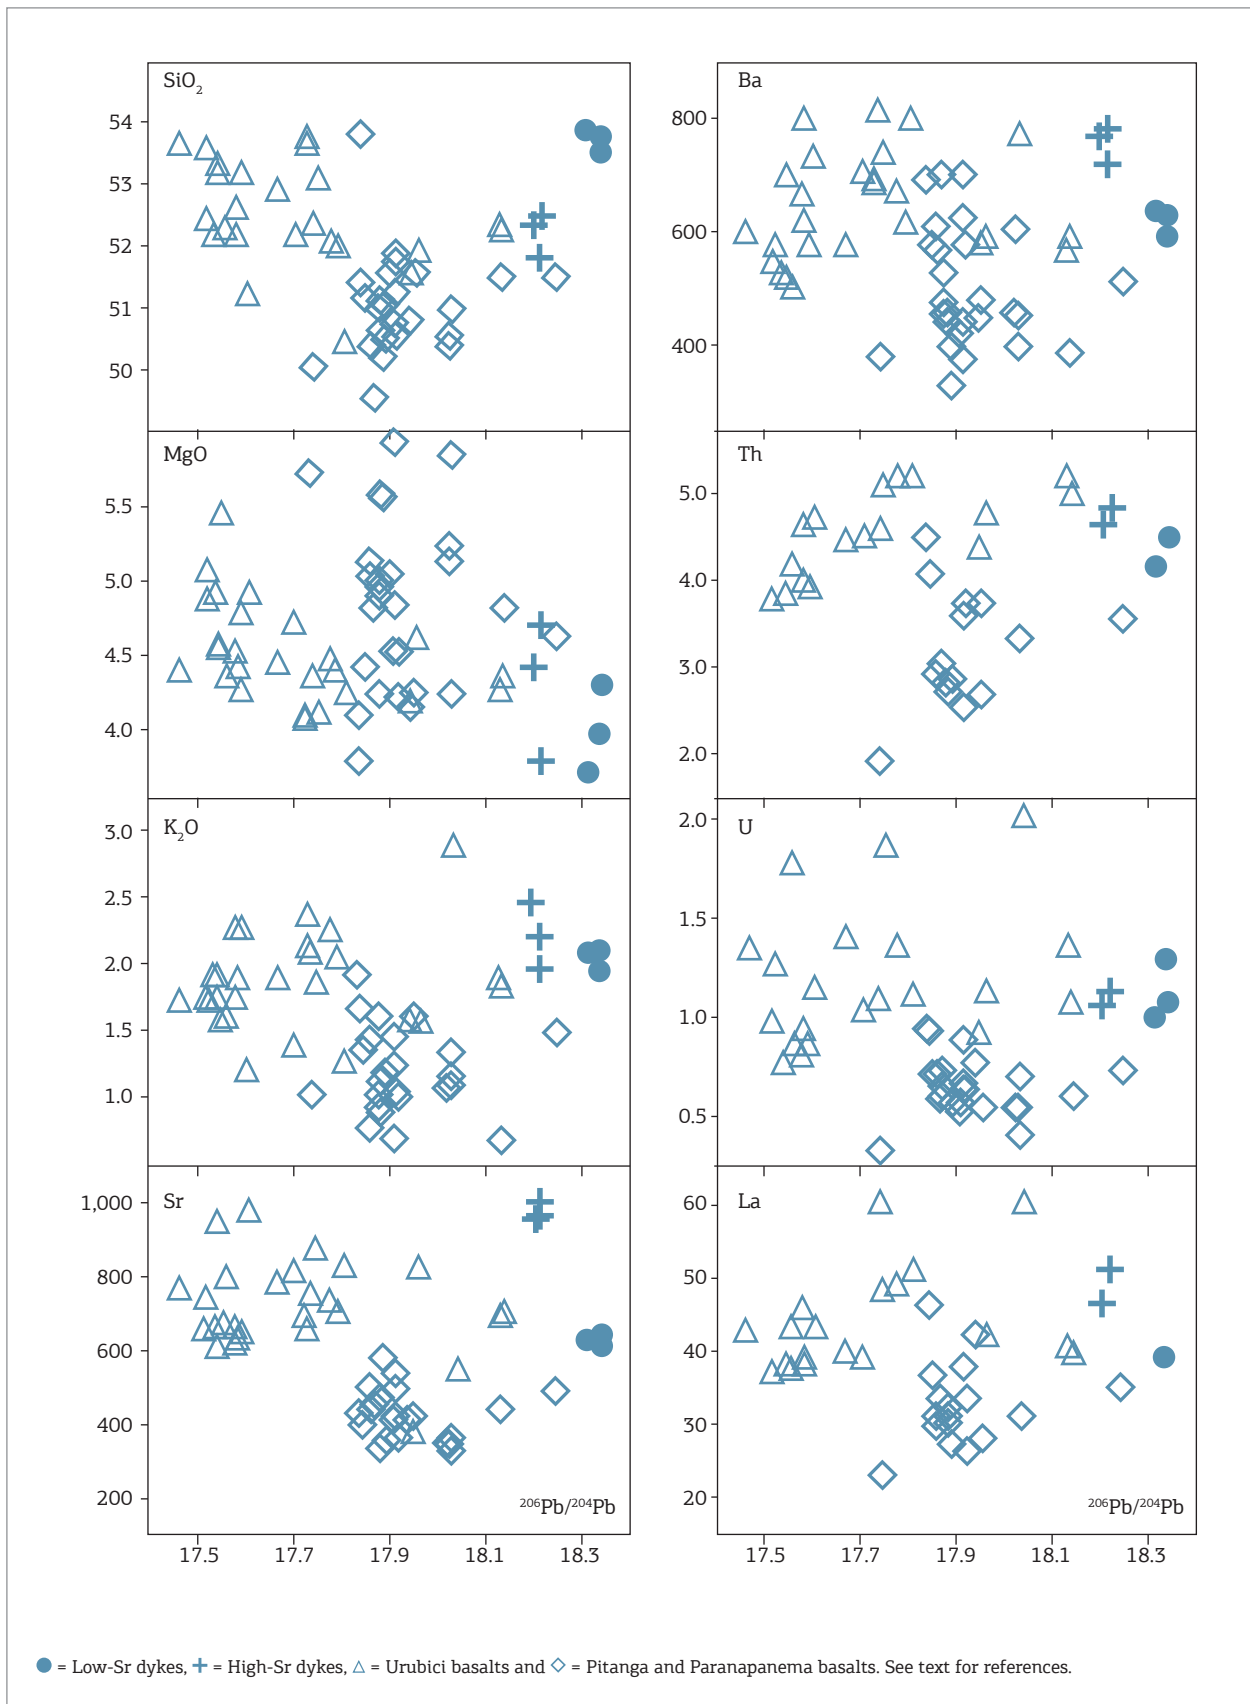 SiO₂
54
53
52
51
50
Ba
800
600
400
MgO
5.5
5.0
4.5
4.0
Th
5.0
4.0
3.0
2.0
K₂O
3.0
2.5
2.0
1.5
1.0
U
2.0
1.5
1.0
0.5
Sr
1,000
800
600
400
200
²⁰⁶Pb/²⁰⁴Pb
17.5 17.7 17.9 18.1 18.3
La
60
50
40
30
20
²⁰⁶Pb/²⁰⁴Pb
17.5 17.7 17.9 18.1 18.3
● = Low-Sr dykes, + = High-Sr dykes, △ = Urubici basalts and ◇ = Pitanga and Paranapanema basalts. See text for references.